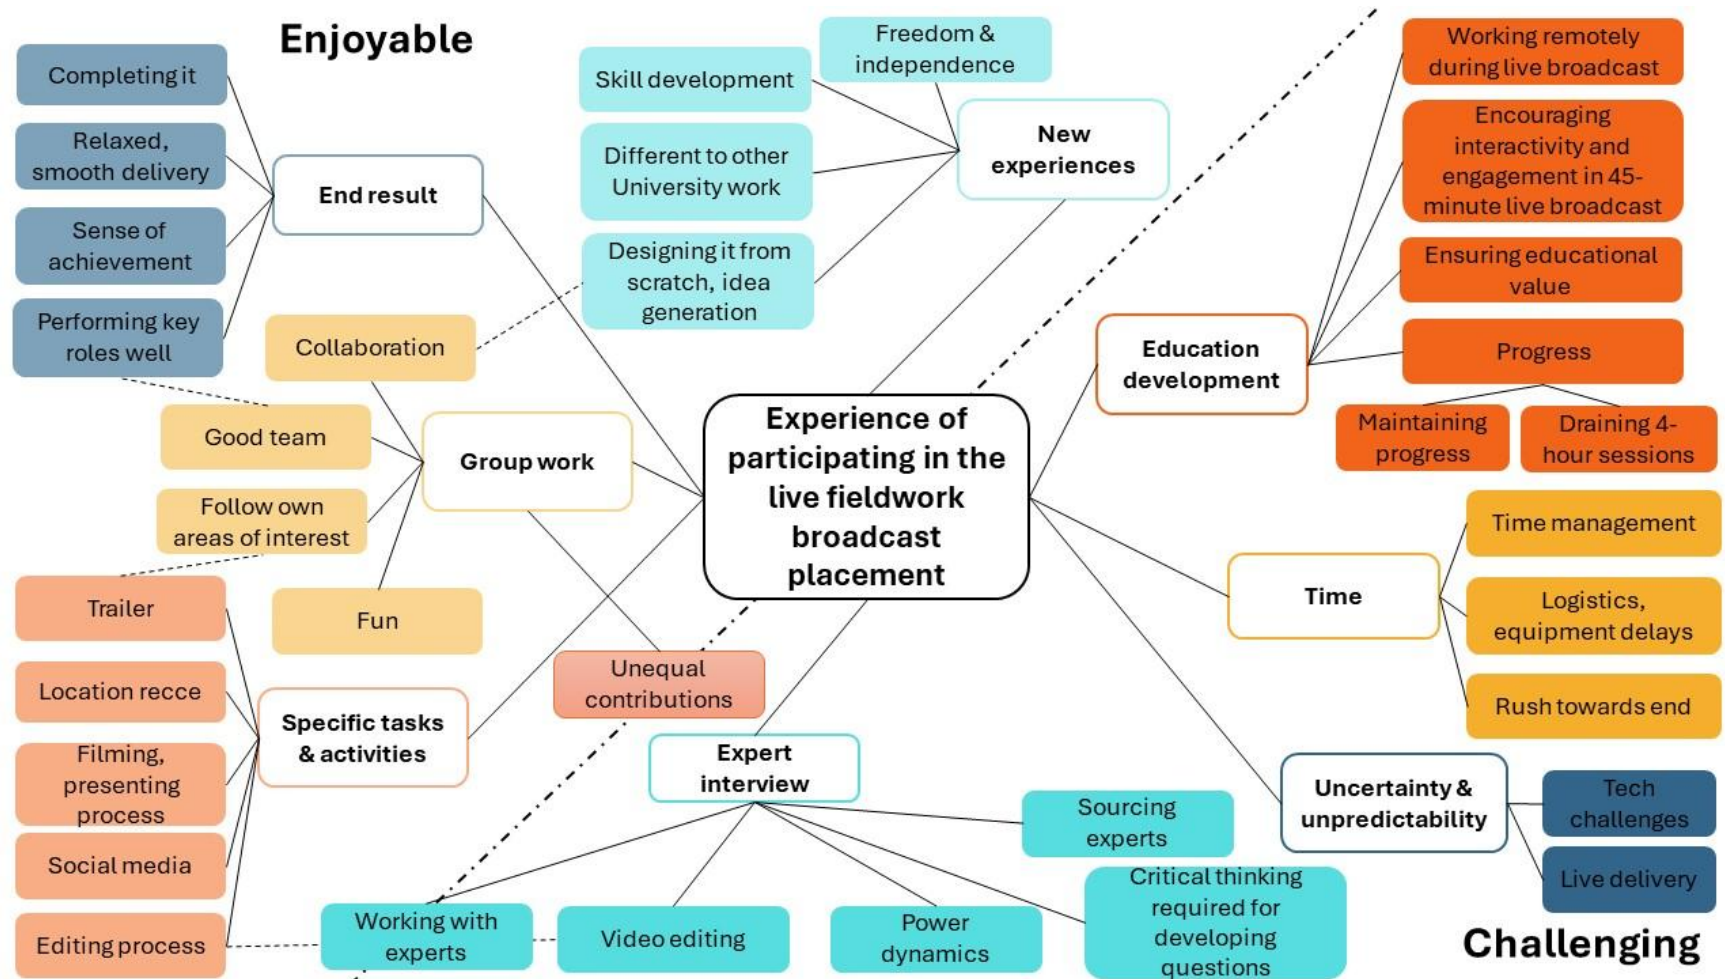 Enjoyable
Completing it
Relaxed,
smooth delivery
Sense of
achievement
Performing key
roles well
End result
Skill development
Freedom &
independence
Different to other
University work
Designing it from
scratch, idea
generation
New
experiences
Collaboration
Good team
Follow own
areas of interest
Fun
Group work
Unequal
contributions
Trailer
Location recce
Filming,
presenting
process
Social media
Editing process
Specific tasks
& activities
Experience of
participating in the
live fieldwork
broadcast
placement
Expert
interview
Working with
experts
Video editing
Power
dynamics
Critical thinking
required for
developing
questions
Sourcing
experts
Education
development
Working remotely
during live broadcast
Encouraging
interactivity and
engagement in 45-
minute live broadcast
Ensuring educational
value
Progress
Maintaining
progress
Draining 4-
hour sessions
Time
Time management
Logistics,
equipment delays
Rush towards end
Uncertainty &
unpredictability
Tech
challenges
Live delivery
Challenging